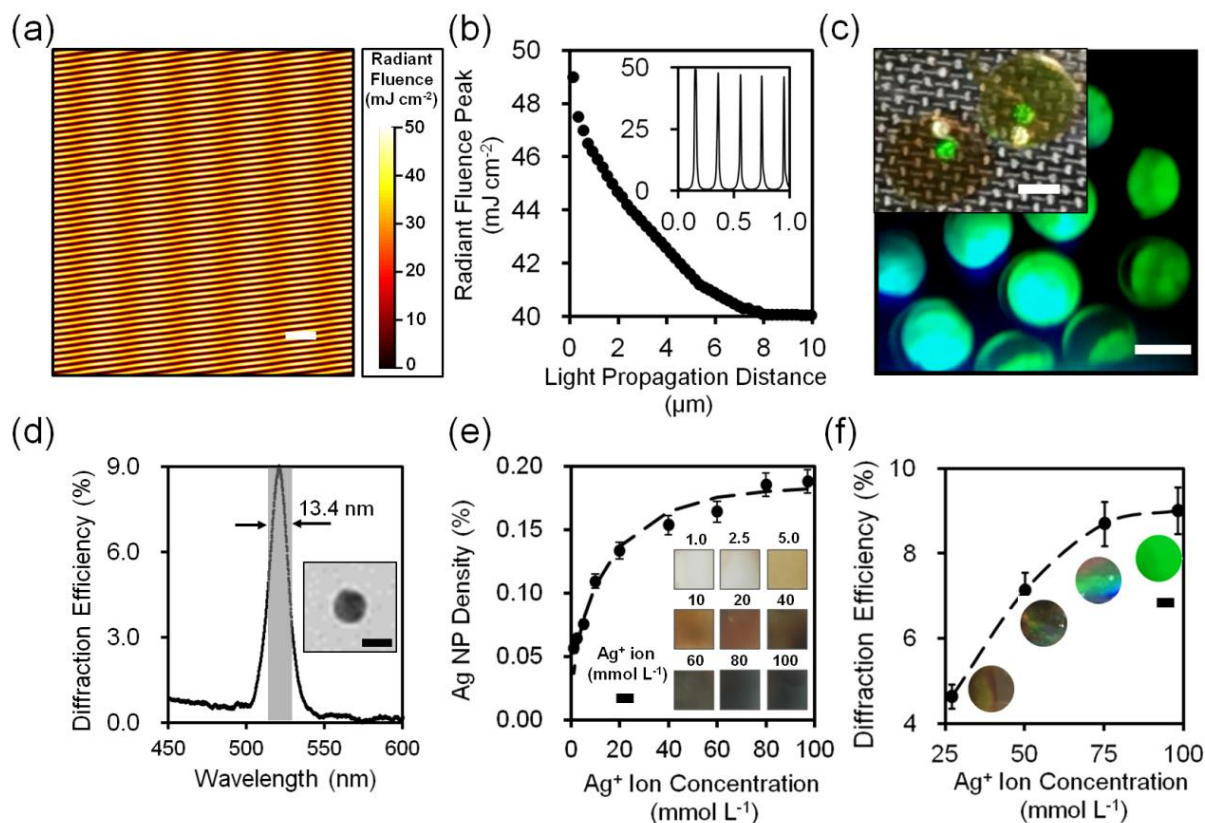 (a)
Radiant
Fluence
(mJ cm-2)
50
40
30
20
10
0
(b)
Radiant Fluence Peak
(mJ cm-2)
50
48
46
44
42
40
0 2 4 6 8 10
Light Propagation Distance
(µm)
50
25
0
0.0 0.5 1.0
(c)
(d)
Diffraction Efficiency (%)
9.0
6.0
3.0
0.0
13.4 nm
450 500 550 600
Wavelength (nm)
(e)
Ag NP Density (%)
0.20
0.15
0.10
0.05
0.00
1.0 2.5 5.0
10 20 40
60 80 100
Ag+ ion
(mmol L-1)
0 20 40 60 80 100
Ag+ Ion Concentration
(mmol L-1)
(f)
Diffraction Efficiency (%)
10
8
6
4
25 50 75 100
Ag+ Ion Concentration
(mmol L-1)